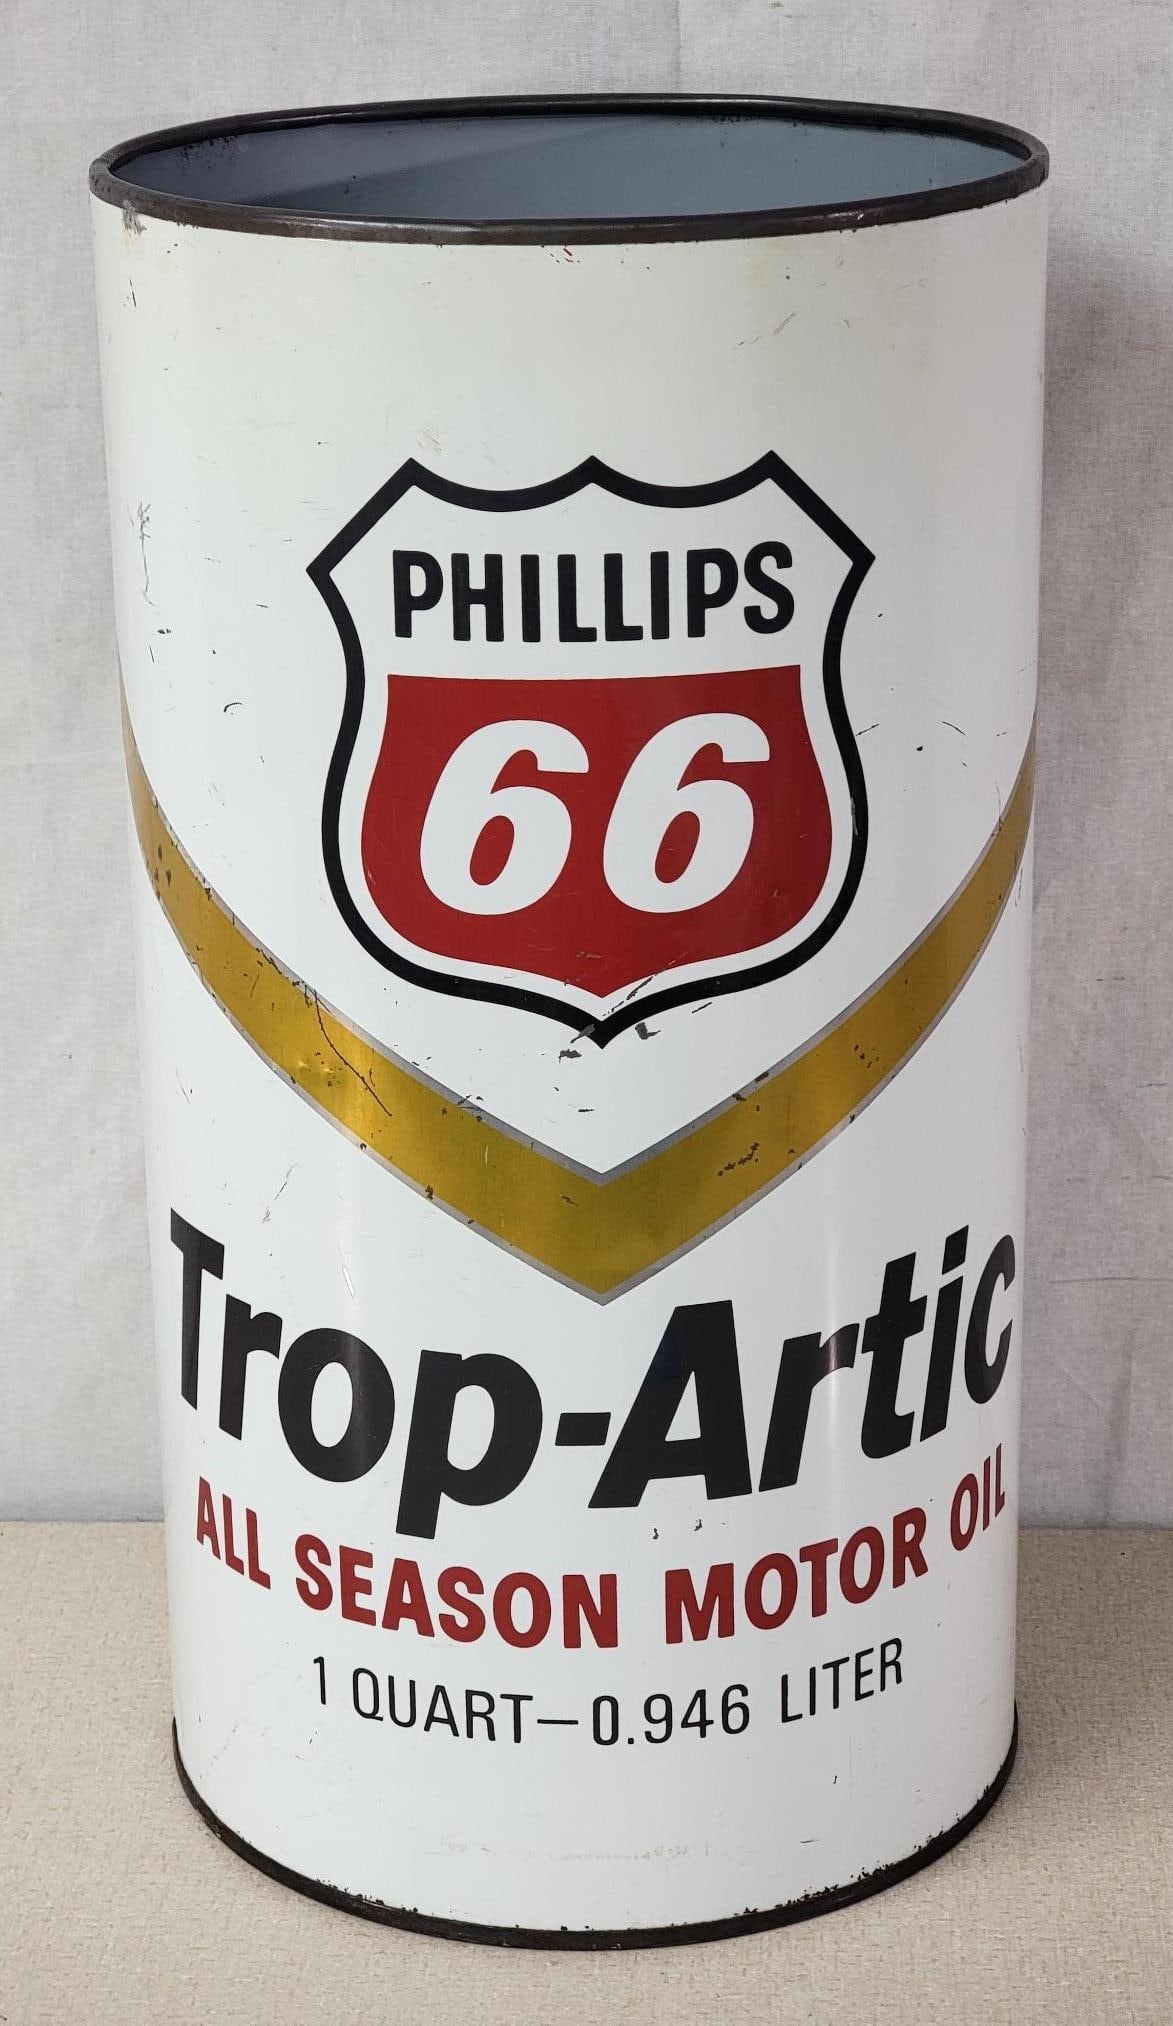 PHILLIPS
66
Trop-Artic
ALL SEASON MOTOR OIL
1 QUART—0.946 LITER